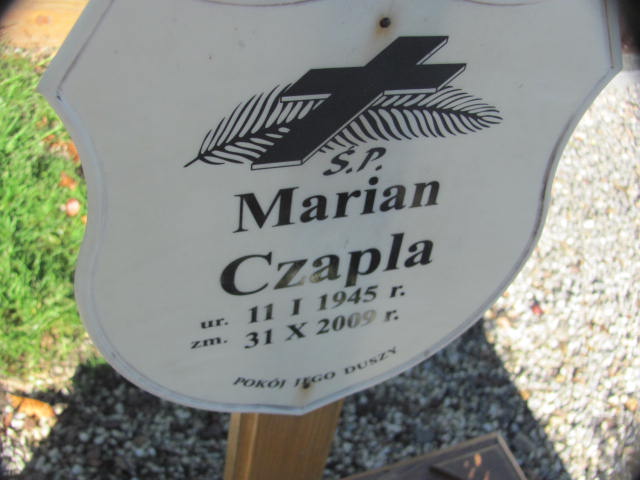 Ś.P.
Marian
Czapla
ur. 11 I 1945 r.
zm. 31 X 2009 r.
POKÓJ JEGO DUSZY